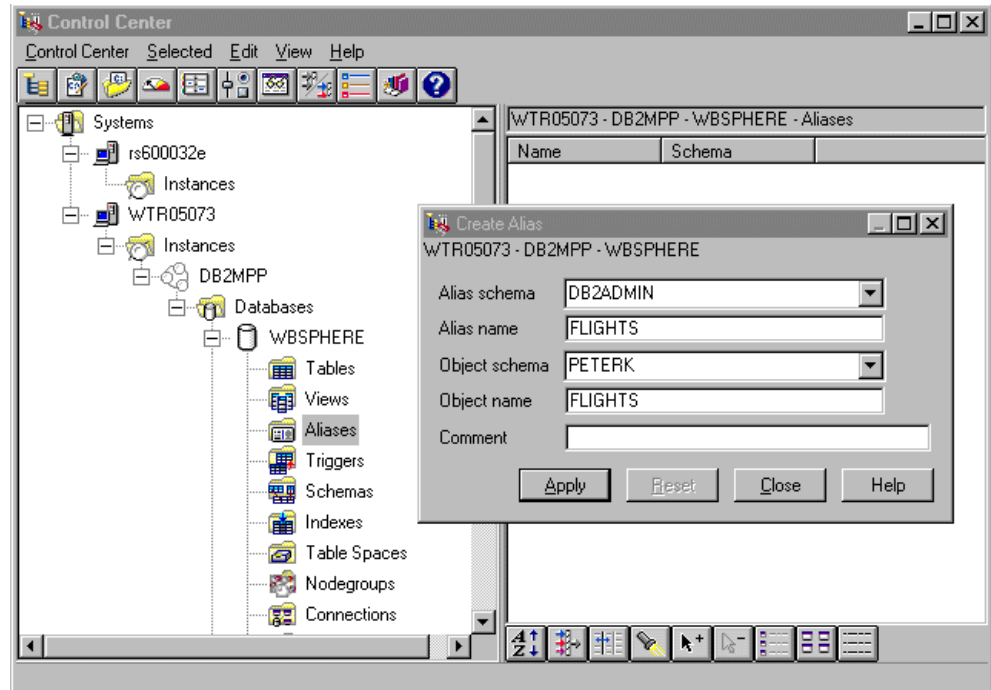 Control Center
Control Center Selected Edit View Help
Systems
rs600032e
Instances
WTR05073
Instances
DB2MPP
Databases
WBSPHERE
Tables
Views
Aliases
Triggers
Schemas
Indexes
Table Spaces
Nodegroups
Connections
WTR05073 - DB2MPP - WBSPHERE - Aliases
Name Schema
Create Alias
WTR05073 - DB2MPP - WBSPHERE
Alias schema DB2ADMIN
Alias name FLIGHTS
Object schema PETERK
Object name FLIGHTS
Comment
Apply Reset Close Help